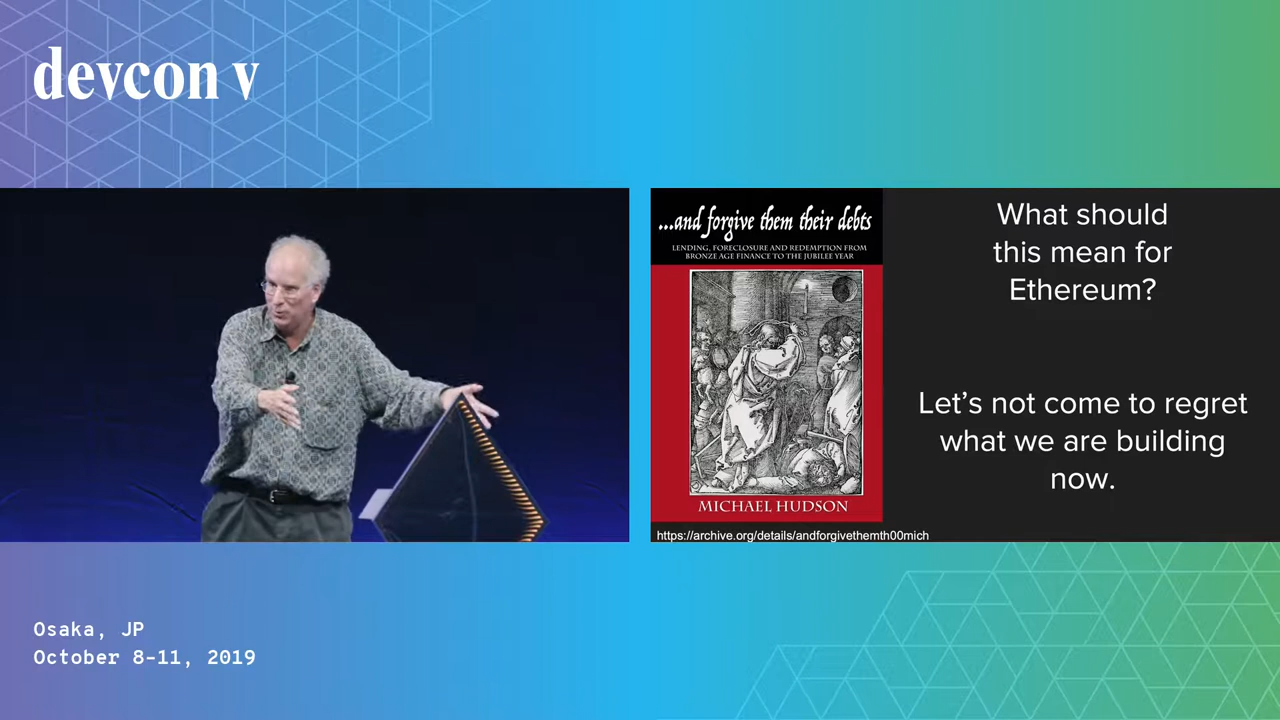 devcon v
...and forgive them their debts
LENDING, FORECLOSURE AND REDEMPTION FROM
BRONZE AGE FINANCE TO THE JUBILEE YEAR
MICHAEL HUDSON
https://archive.org/details/andforgivethemth00mich
What should
this mean for
Ethereum?
Let's not come to regret
what we are building
now.
Osaka, JP
October 8-11, 2019